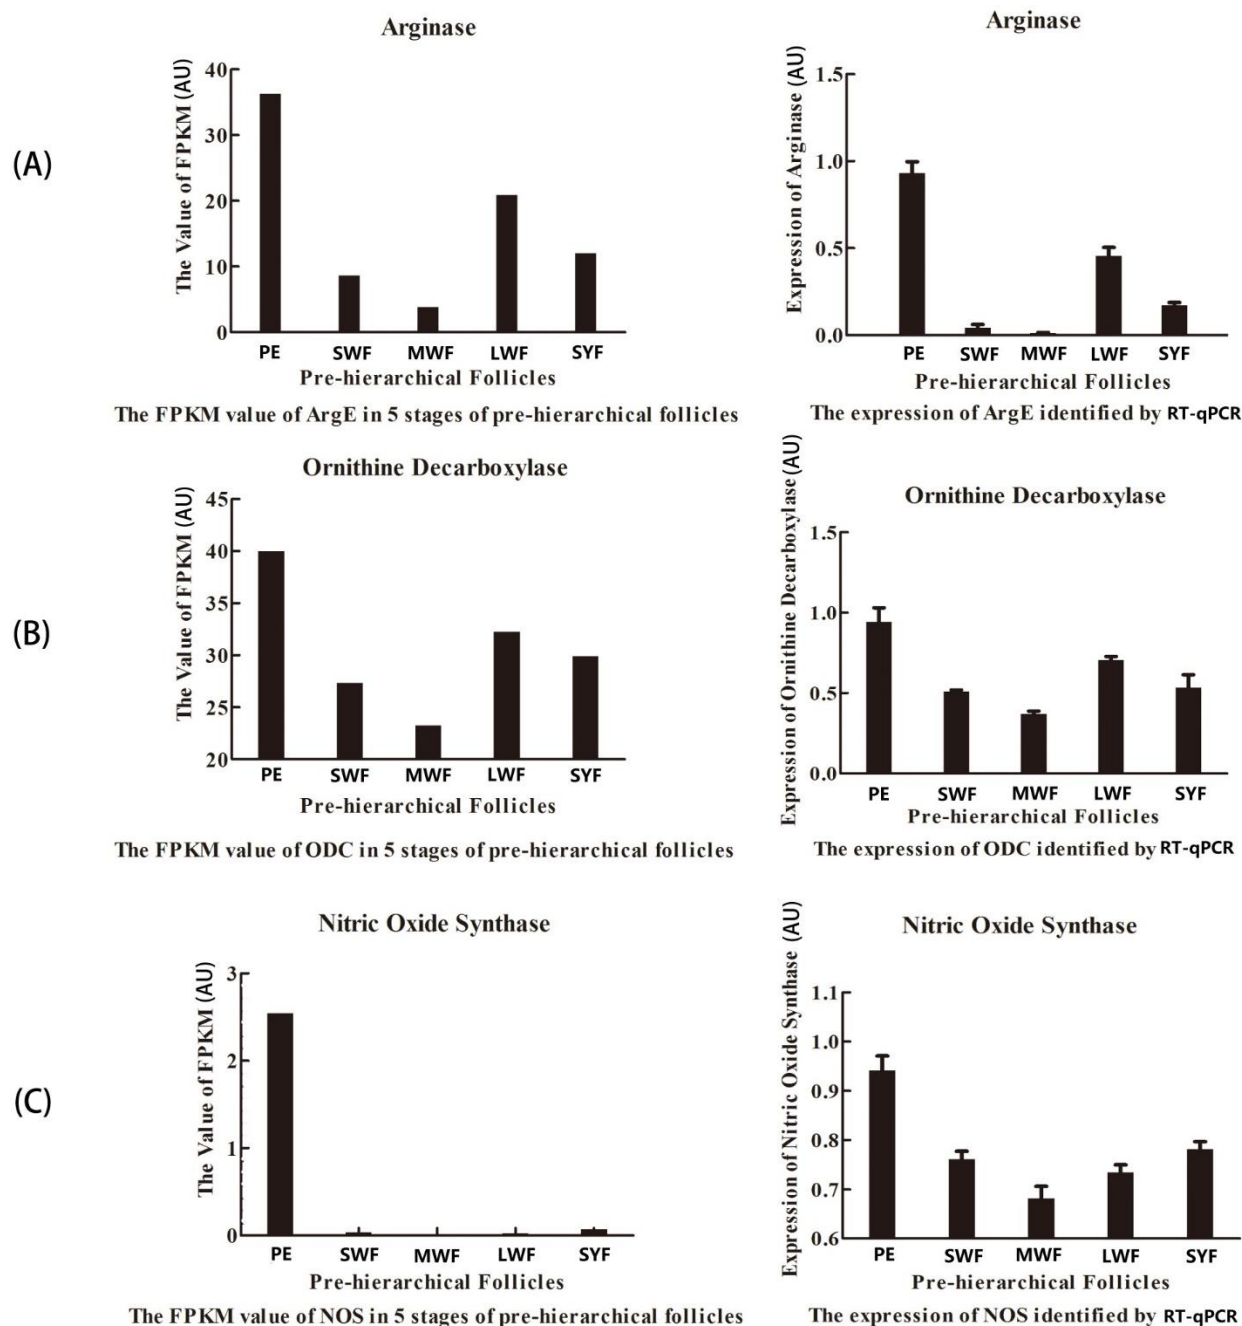 (A)
Arginase
The Value of FPKM (AU)
40
30
20
10
0
PE SWF MWF LWF SYF
Pre-hierarchical Follicles
The FPKM value of ArgE in 5 stages of pre-hierarchical follicles
Arginase
Expression of Arginase (AU)
1.5
1.0
0.5
0.0
PE SWF MWF LWF SYF
Pre-hierarchical Follicles
The expression of ArgE identified by RT-qPCR
(B)
Ornithine Decarboxylase
The Value of FPKM (AU)
45
40
35
30
25
20
PE SWF MWF LWF SYF
Pre-hierarchical Follicles
The FPKM value of ODC in 5 stages of pre-hierarchical follicles
Ornithine Decarboxylase
Expression of Ornithine Decarboxylase (AU)
1.5
1.0
0.5
0.0
PE SWF MWF LWF SYF
Pre-hierarchical Follicles
The expression of ODC identified by RT-qPCR
(C)
Nitric Oxide Synthase
The Value of FPKM (AU)
3
2
1
0
PE SWF MWF LWF SYF
Pre-hierarchical Follicles
The FPKM value of NOS in 5 stages of pre-hierarchical follicles
Nitric Oxide Synthase
Expression of Nitric Oxide Synthase (AU)
1.1
1.0
0.9
0.8
0.7
0.6
PE SWF MWF LWF SYF
Pre-hierarchical Follicles
The expression of NOS identified by RT-qPCR